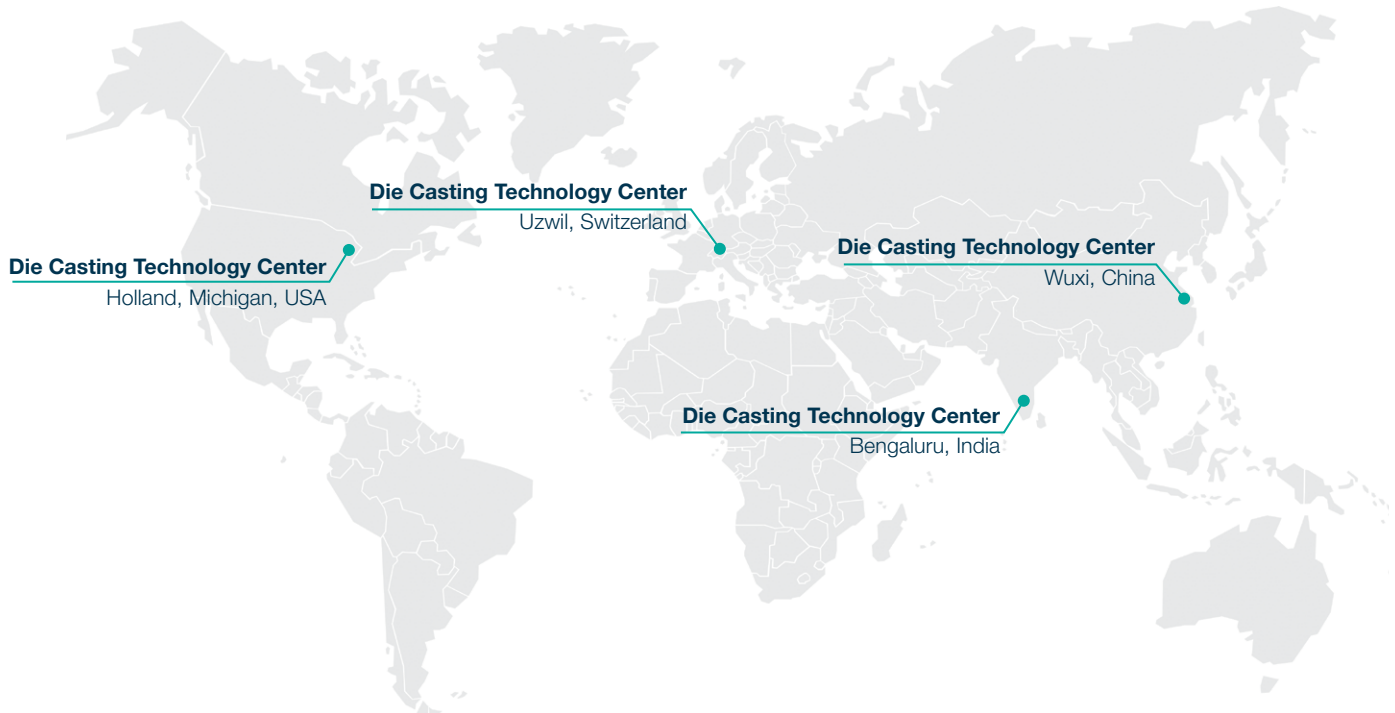 Die Casting Technology Center
Uzwil, Switzerland
Die Casting Technology Center
Wuxi, China
Die Casting Technology Center
Holland, Michigan, USA
Die Casting Technology Center
Bengaluru, India